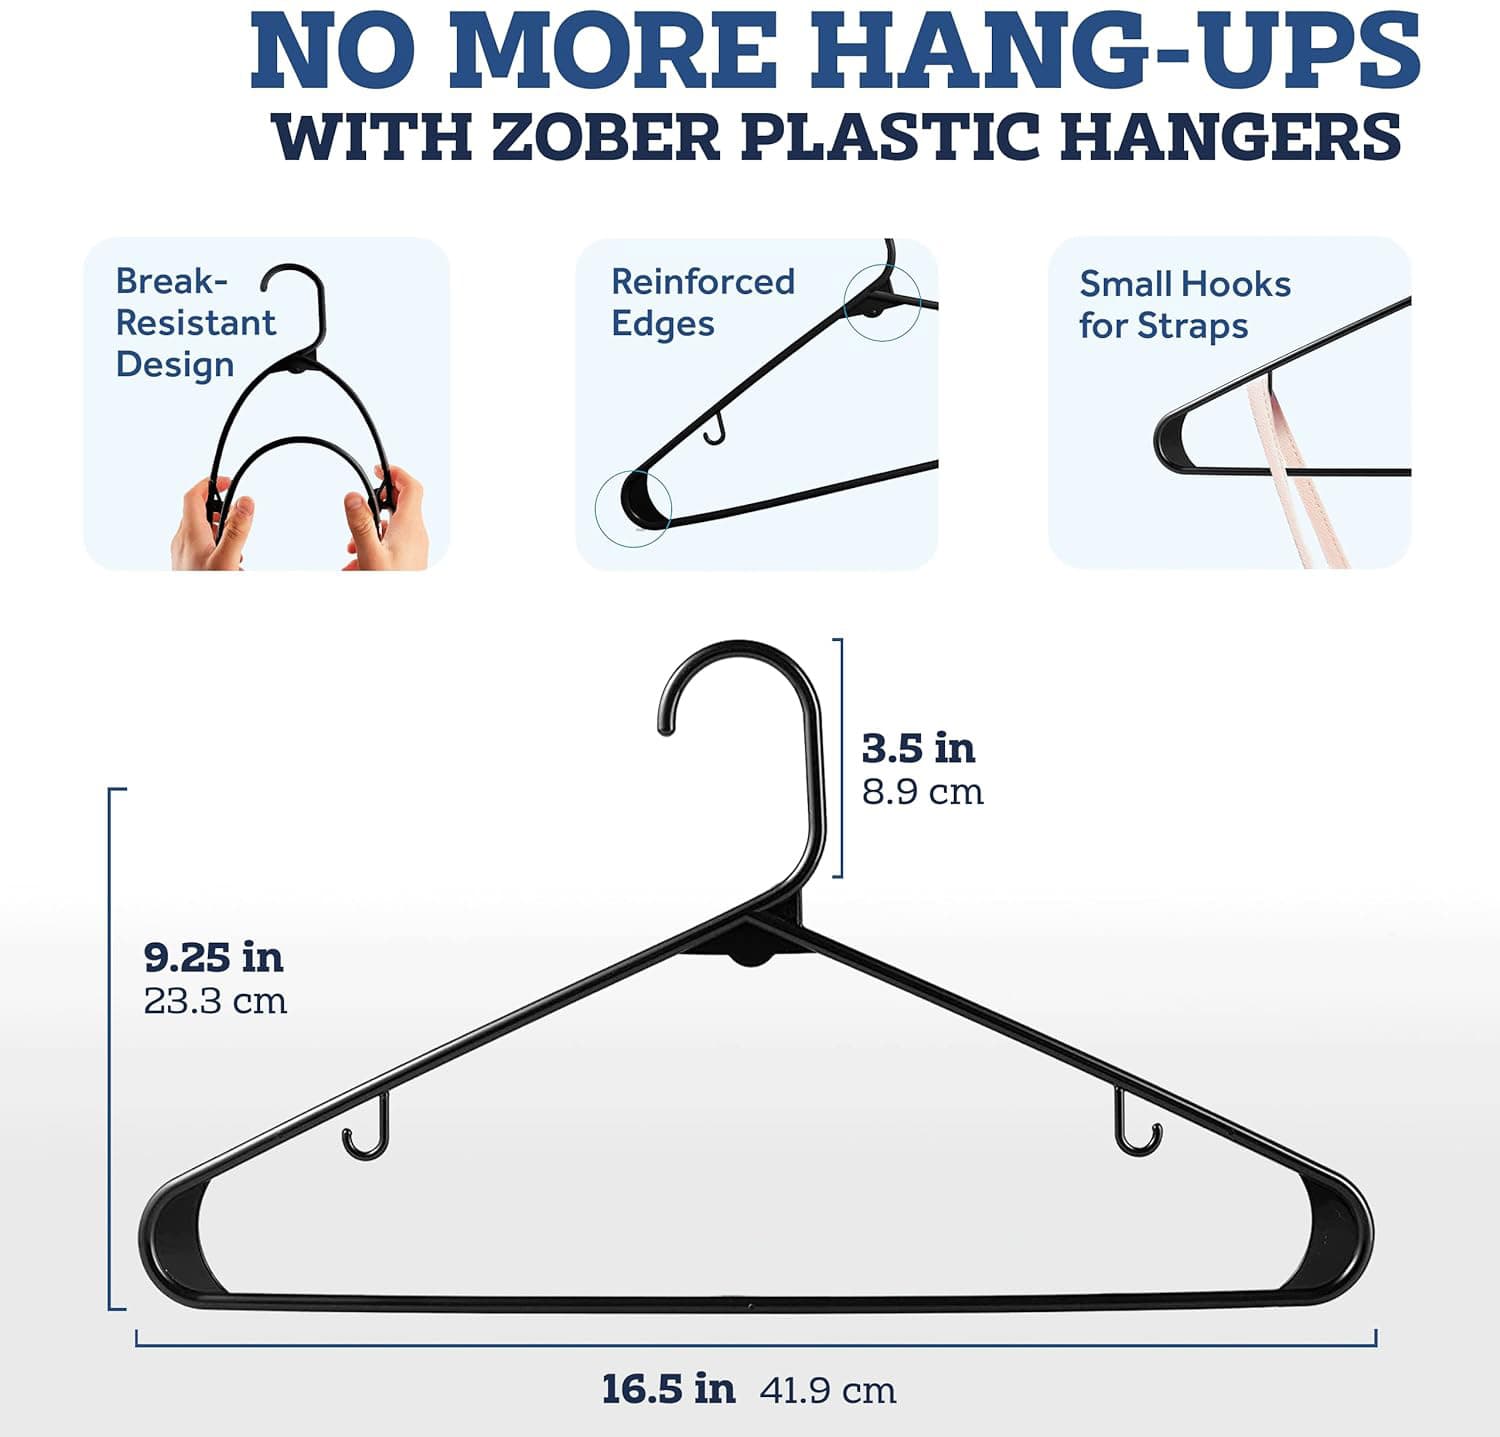 NO MORE HANG-UPS
WITH ZOBER PLASTIC HANGERS
Break-
Resistant
Design
Reinforced
Edges
Small Hooks
for Straps
3.5 in
8.9 cm
9.25 in
23.3 cm
16.5 in 41.9 cm